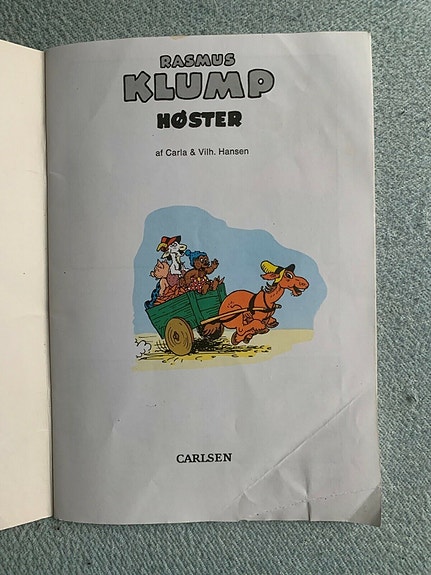 RASMUS
KLUMP
HØSTER
af Carla & Vilh. Hansen
CARLSEN